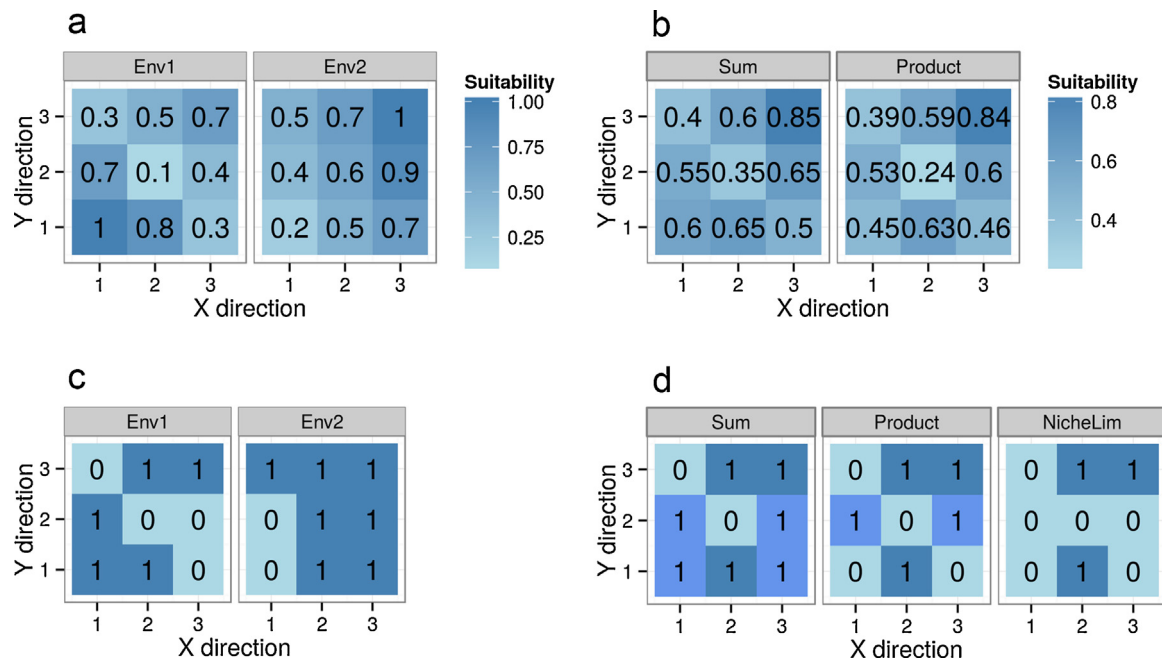 a
Env1 Env2
Suitability
1.00
0.75
0.50
0.25
Y direction
3 0.3 0.5 0.7 0.5 0.7 1
2 0.7 0.1 0.4 0.4 0.6 0.9
1 1 0.8 0.3 0.2 0.5 0.7
1 2 3 1 2 3
X direction
b
Sum Product
Suitability
0.8
0.6
0.4
Y direction
3 0.4 0.6 0.85 0.39 0.59 0.84
2 0.55 0.35 0.65 0.53 0.24 0.6
1 0.6 0.65 0.5 0.45 0.63 0.46
1 2 3 1 2 3
X direction
c
Env1 Env2
Y direction
3 0 1 1 1 1 1
2 1 0 0 0 1 1
1 1 1 0 0 1 1
1 2 3 1 2 3
X direction
d
Sum Product NicheLim
Y direction
3 0 1 1 0 1 1 0 1 1
2 1 0 1 1 0 1 0 0 0
1 1 1 1 0 1 0 0 1 0
1 2 3 1 2 3 1 2 3
X direction